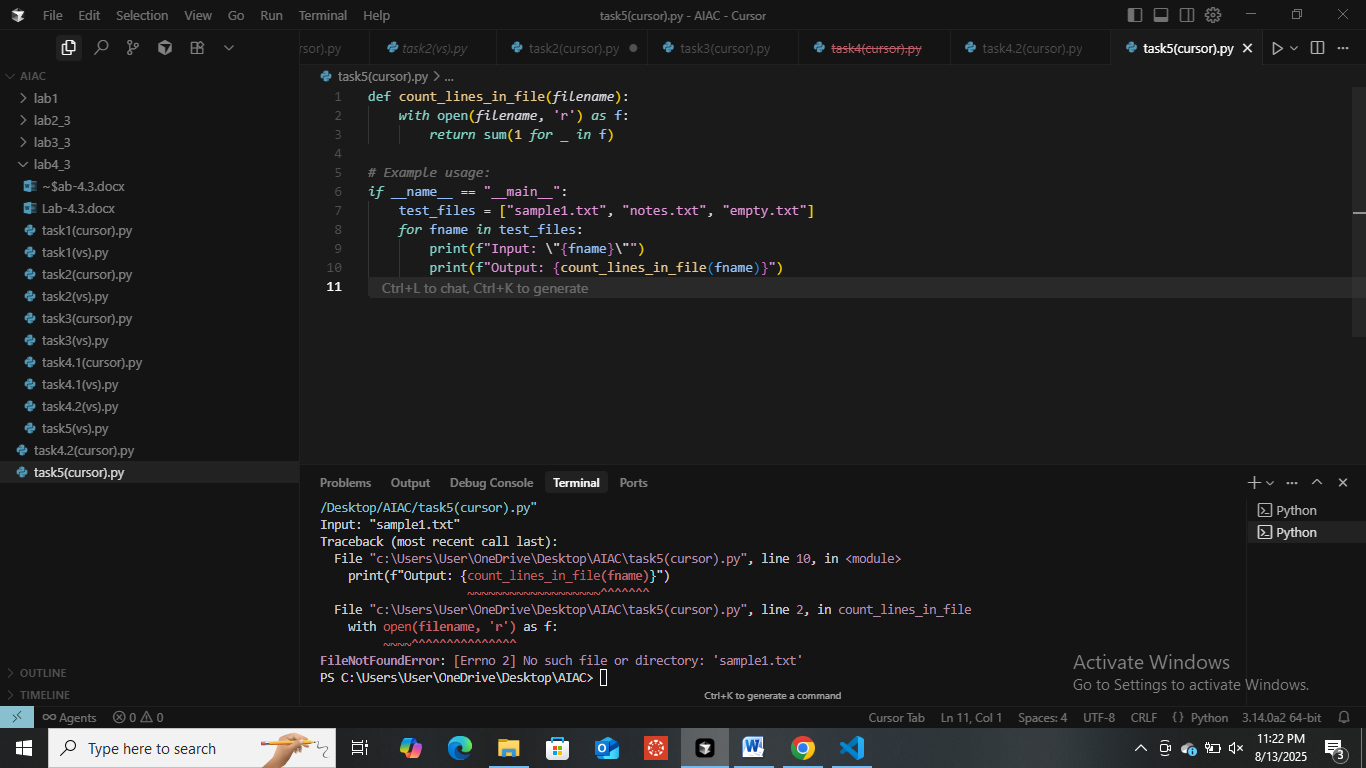 File Edit Selection View Go Run Terminal Help
task5(cursor).py - AIAC - Cursor
rsor).py
task2(vs).py
task2(cursor).py
task3(cursor).py
task4(cursor).py
task4.2(cursor).py
task5(cursor).py
AIAC
lab1
lab2_3
lab3_3
lab4_3
~$ab-4.3.docx
Lab-4.3.docx
task1(cursor).py
task1(vs).py
task2(cursor).py
task2(vs).py
task3(cursor).py
task3(vs).py
task4.1(cursor).py
task4.1(vs).py
task4.2(vs).py
task5(vs).py
task4.2(cursor).py
task5(cursor).py
OUTLINE
TIMELINE
task5(cursor).py > ...
1 def count_lines_in_file(filename):
2 with open(filename, 'r') as f:
3 return sum(1 for _ in f)
4
5 # Example usage:
6 if __name__ == "__main__":
7 test_files = ["sample1.txt", "notes.txt", "empty.txt"]
8 for fname in test_files:
9 print(f"Input: \"{fname}\"")
10 print(f"Output: {count_lines_in_file(fname)}")
11 Ctrl+L to chat, Ctrl+K to generate
Problems Output Debug Console Terminal Ports
/Desktop/AIAC/task5(cursor).py"
Input: "sample1.txt"
Traceback (most recent call last):
File "c:\Users\User\OneDrive\Desktop\AIAC\task5(cursor).py", line 10, in <module>
print(f"Output: {count_lines_in_file(fname)}")
~~~~~~~~~~~~~~~~~~~^^^^^^^
File "c:\Users\User\OneDrive\Desktop\AIAC\task5(cursor).py", line 2, in count_lines_in_file
with open(filename, 'r') as f:
~~~~^^^^^^^^^^^^^^^
FileNotFoundError: [Errno 2] No such file or directory: 'sample1.txt'
PS C:\Users\User\OneDrive\Desktop\AIAC>
Ctrl+K to generate a command
Python
Python
Activate Windows
Go to Settings to activate Windows.
Agents 0 0
Cursor Tab Ln 11, Col 1 Spaces: 4 UTF-8 CRLF {} Python 3.14.0a2 64-bit
Type here to search
11:22 PM
8/13/2025
3